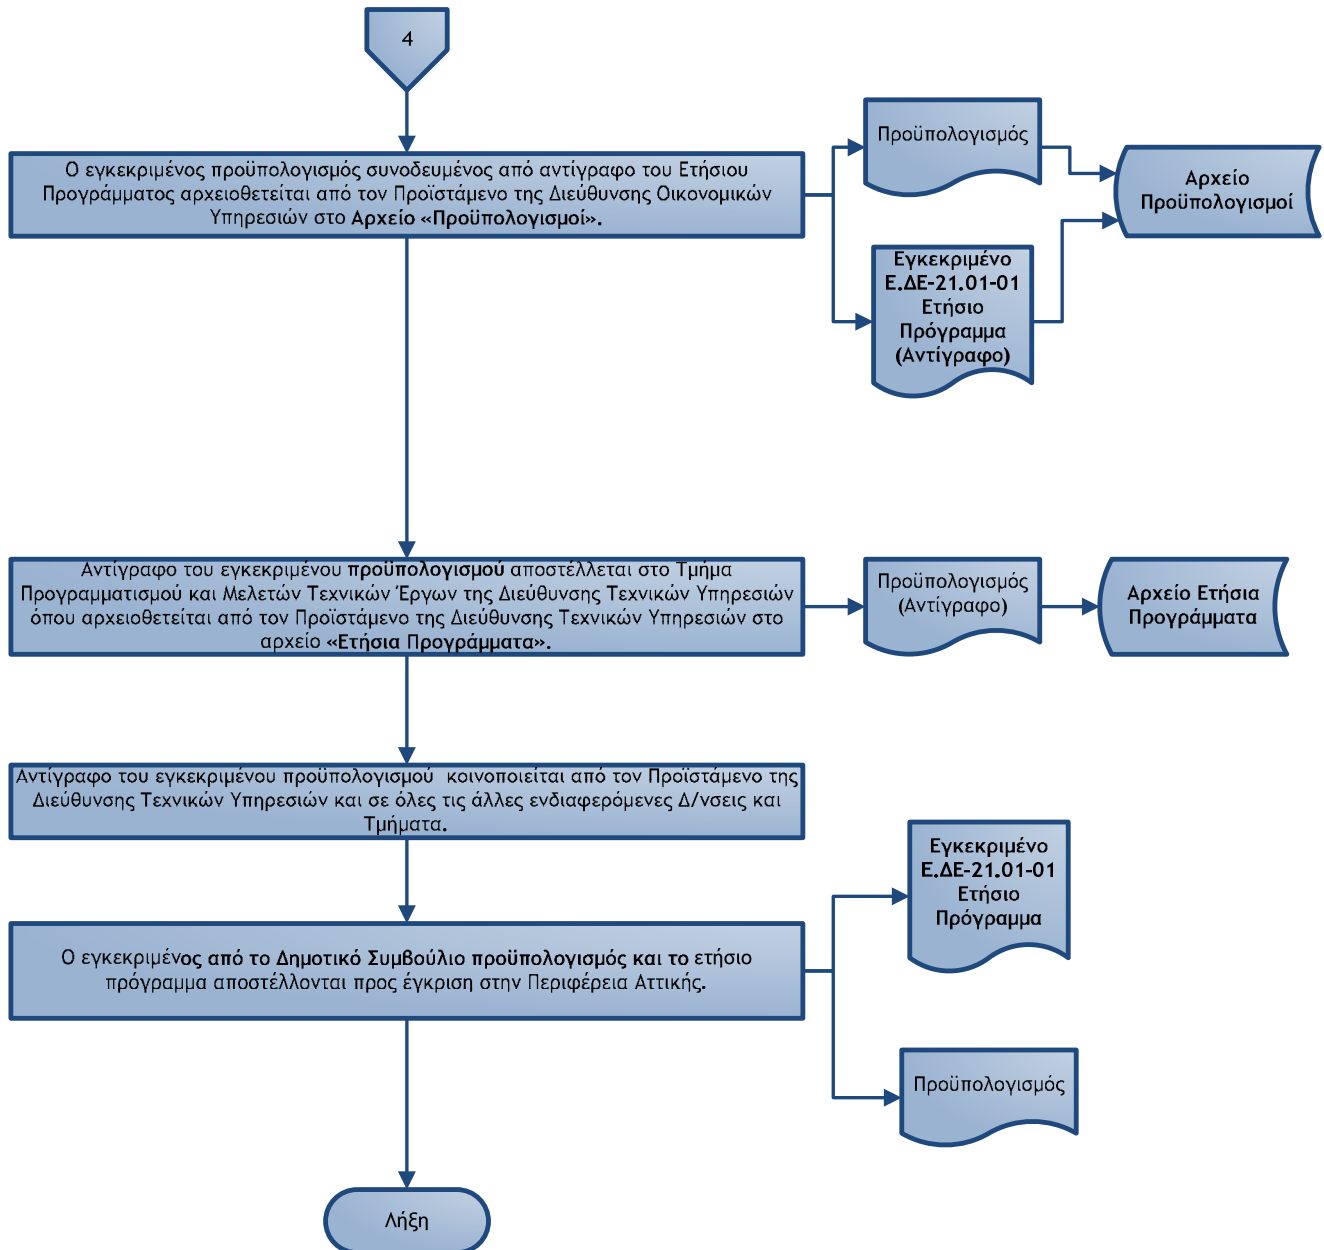 4
Ο εγκεκριμένος προϋπολογισμός συνοδευμένος από αντίγραφο του Ετήσιου
Προγράμματος αρχειοθετείται από τον Προϊστάμενο της Διεύθυνσης Οικονομικών
Υπηρεσιών στο Αρχείο «Προϋπολογισμοί».
Προϋπολογισμός
Αρχείο
Προϋπολογισμοί
Εγκεκριμένο
Ε.ΔΕ-21.01-01
Ετήσιο
Πρόγραμμα
(Αντίγραφο)
Αντίγραφο του εγκεκριμένου προϋπολογισμού αποστέλλεται στο Τμήμα
Προγραμματισμού και Μελετών Τεχνικών Έργων της Διεύθυνσης Τεχνικών Υπηρεσιών
όπου αρχειοθετείται από τον Προϊστάμενο της Διεύθυνσης Τεχνικών Υπηρεσιών στο
αρχείο «Ετήσια Προγράμματα».
Προϋπολογισμός
(Αντίγραφο)
Αρχείο Ετήσια
Προγράμματα
Αντίγραφο του εγκεκριμένου προϋπολογισμού κοινοποιείται από τον Προϊστάμενο της
Διεύθυνσης Τεχνικών Υπηρεσιών και σε όλες τις άλλες ενδιαφερόμενες Δ/νσεις και
Τμήματα.
Εγκεκριμένο
Ε.ΔΕ-21.01-01
Ετήσιο
Πρόγραμμα
Ο εγκεκριμένος από το Δημοτικό Συμβούλιο προϋπολογισμός και το ετήσιο
πρόγραμμα αποστέλλονται προς έγκριση στην Περιφέρεια Αττικής.
Προϋπολογισμός
Λήξη